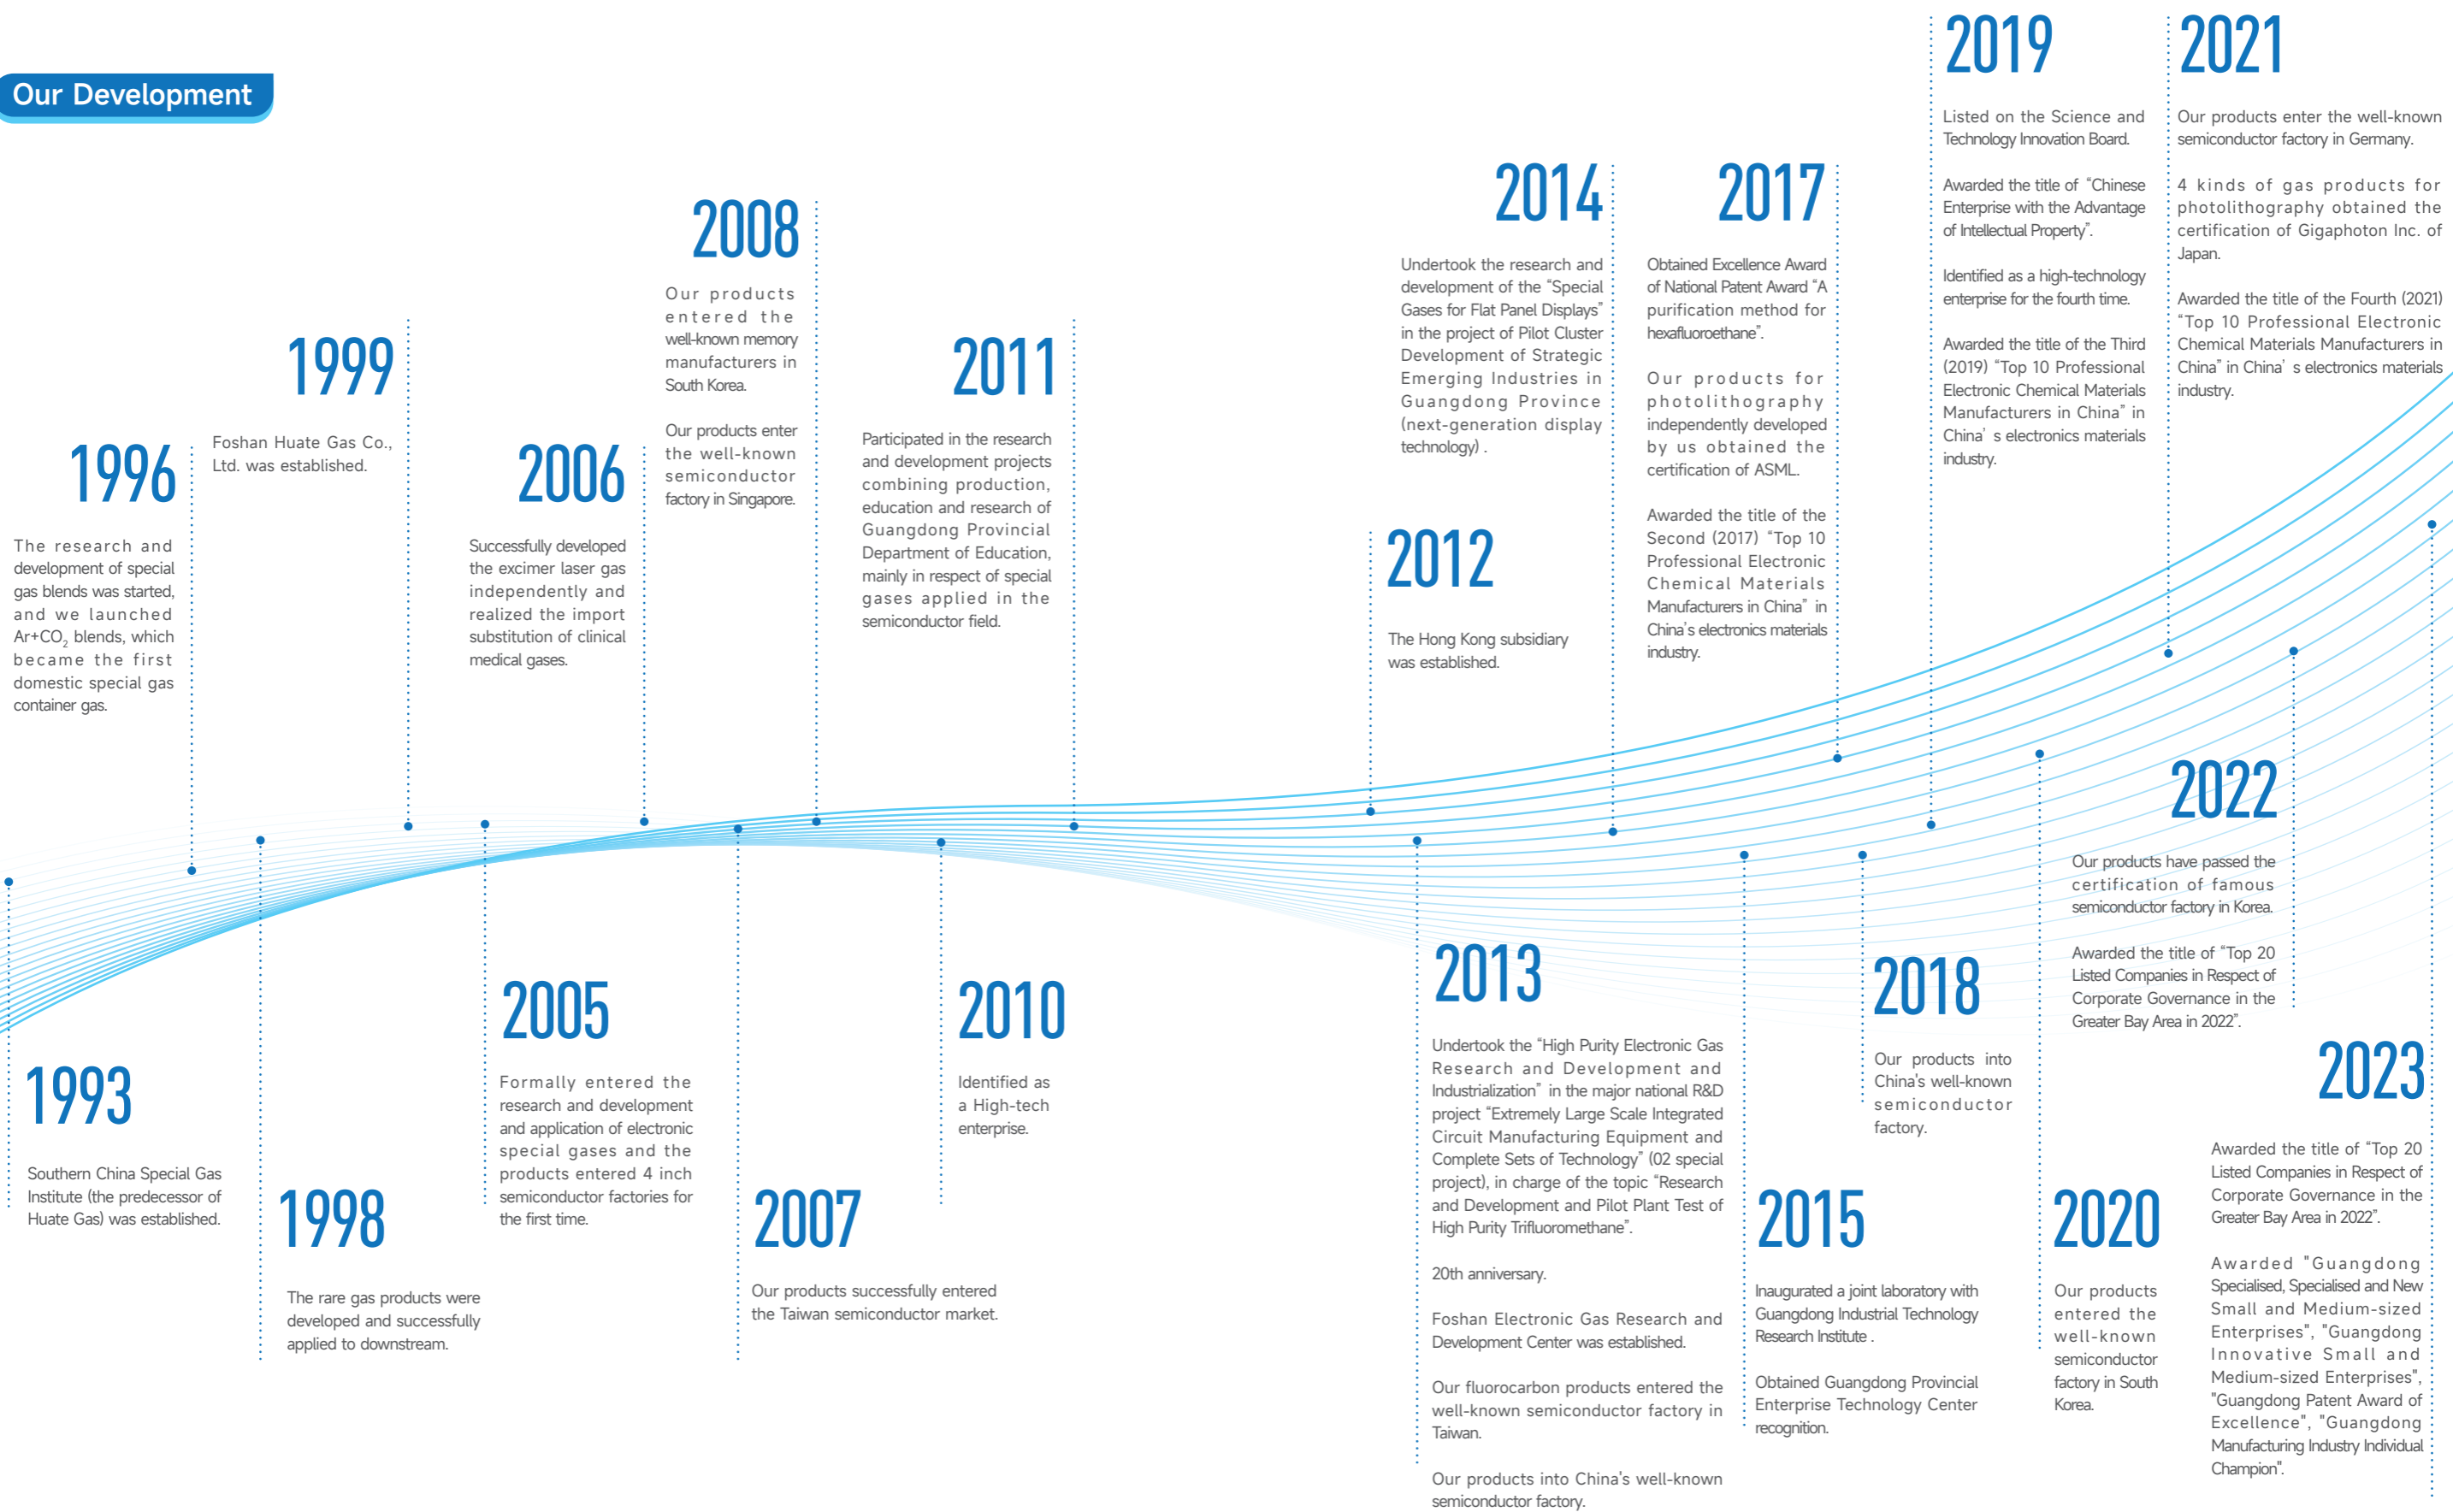 Our Development
1993
Southern China Special Gas
Institute (the predecessor of
Huate Gas) was established.
1996
The research and
development of special
gas blends was started,
and we launched
Ar+CO₂ blends, which
became the first
domestic special gas
container gas.
1998
The rare gas products were
developed and successfully
applied to downstream.
1999
Foshan Huate Gas Co.,
Ltd. was established.
2005
Formally entered the
research and development
and application of electronic
special gases and the
products entered 4 inch
semiconductor factories for
the first time.
2006
Successfully developed
the excimer laser gas
independently and
realized the import
substitution of clinical
medical gases.
2007
Our products successfully entered
the Taiwan semiconductor market.
2008
Our products
entered the
well-known memory
manufacturers in
South Korea.
Our products enter
the well-known
semiconductor
factory in Singapore.
2010
Identified as
a High-tech
enterprise.
2011
Participated in the research
and development projects
combining production,
education and research of
Guangdong Provincial
Department of Education,
mainly in respect of special
gases applied in the
semiconductor field.
2012
The Hong Kong subsidiary
was established.
2013
Undertook the “High Purity Electronic Gas
Research and Development and
Industrialization” in the major national R&D
project “Extremely Large Scale Integrated
Circuit Manufacturing Equipment and
Complete Sets of Technology” (02 special
project), in charge of the topic “Research
and Development and Pilot Plant Test of
High Purity Trifluoromethane”.
20th anniversary.
Foshan Electronic Gas Research and
Development Center was established.
Our fluorocarbon products entered the
well-known semiconductor factory in
Taiwan.
Our products into China's well-known
semiconductor factory.
2014
Undertook the research and
development of the “Special
Gases for Flat Panel Displays”
in the project of Pilot Cluster
Development of Strategic
Emerging Industries in
Guangdong Province
(next-generation display
technology) .
2015
Inaugurated a joint laboratory with
Guangdong Industrial Technology
Research Institute .
Obtained Guangdong Provincial
Enterprise Technology Center
recognition.
2017
Obtained Excellence Award
of National Patent Award “A
purification method for
hexafluoroethane”.
Our products for
photolithography
independently developed
by us obtained the
certification of ASML.
Awarded the title of the
Second (2017) “Top 10
Professional Electronic
Chemical Materials
Manufacturers in China” in
China’s electronics materials
industry.
2018
Our products into
China's well-known
semiconductor
factory.
2019
Listed on the Science and
Technology Innovation Board.
Awarded the title of “Chinese
Enterprise with the Advantage
of Intellectual Property”.
Identified as a high-technology
enterprise for the fourth time.
Awarded the title of the Third
(2019) “Top 10 Professional
Electronic Chemical Materials
Manufacturers in China” in
China’ s electronics materials
industry.
2020
Our products
entered the
well-known
semiconductor
factory in South
Korea.
2021
Our products enter the well-known
semiconductor factory in Germany.
4 kinds of gas products for
photolithography obtained the
certification of Gigaphoton Inc. of
Japan.
Awarded the title of the Fourth (2021)
“Top 10 Professional Electronic
Chemical Materials Manufacturers in
China” in China’ s electronics materials
industry.
2022
Our products have passed the
certification of famous
semiconductor factory in Korea.
Awarded the title of “Top 20
Listed Companies in Respect of
Corporate Governance in the
Greater Bay Area in 2022”.
2023
Awarded the title of “Top 20
Listed Companies in Respect of
Corporate Governance in the
Greater Bay Area in 2022”.
Awarded "Guangdong
Specialised, Specialised and New
Small and Medium-sized
Enterprises", "Guangdong
Innovative Small and
Medium-sized Enterprises",
"Guangdong Patent Award of
Excellence", "Guangdong
Manufacturing Industry Individual
Champion".